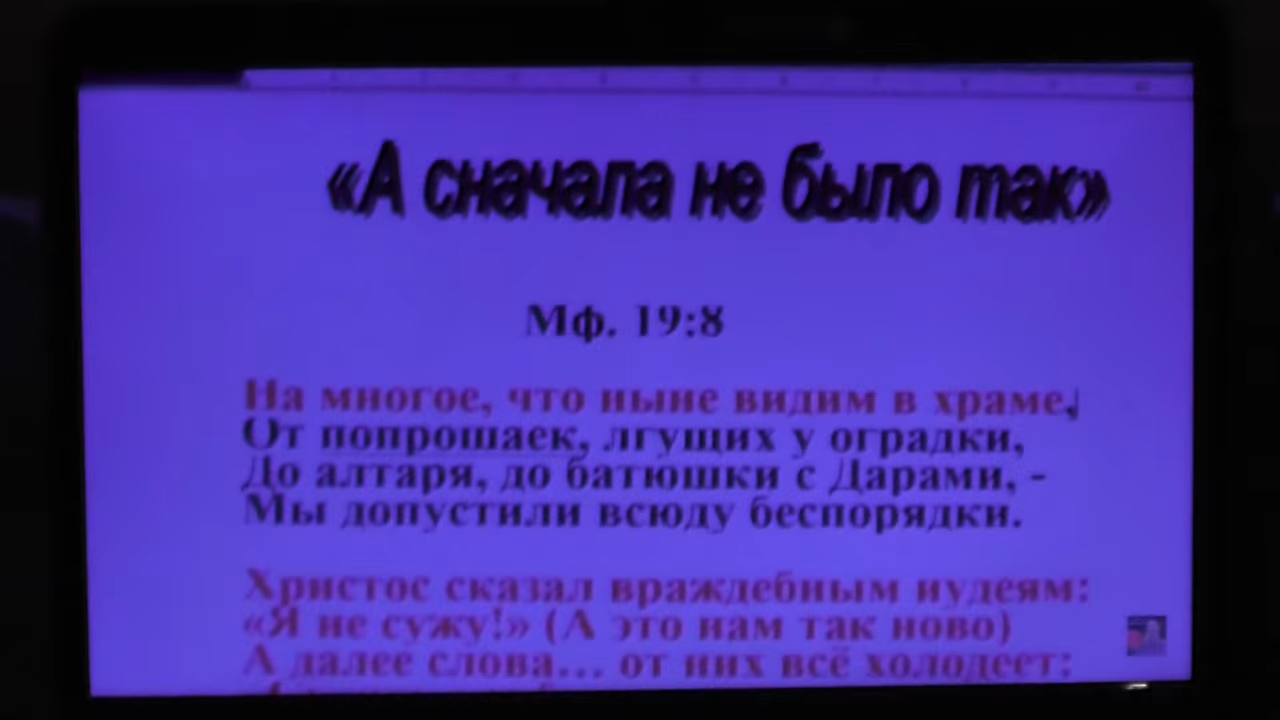 «А сначала не было так»
Мф. 19:8
На многое, что ныне видим в храме,
От попрошаек, лгущих у оградки,
До алтаря, до батюшки с Дарами, -
Мы допустили всюду беспорядки.
Христос сказал враждебным иудеям:
«Я не сужу!» (А это нам так ново)
А далее слова... от них всё холодеет: